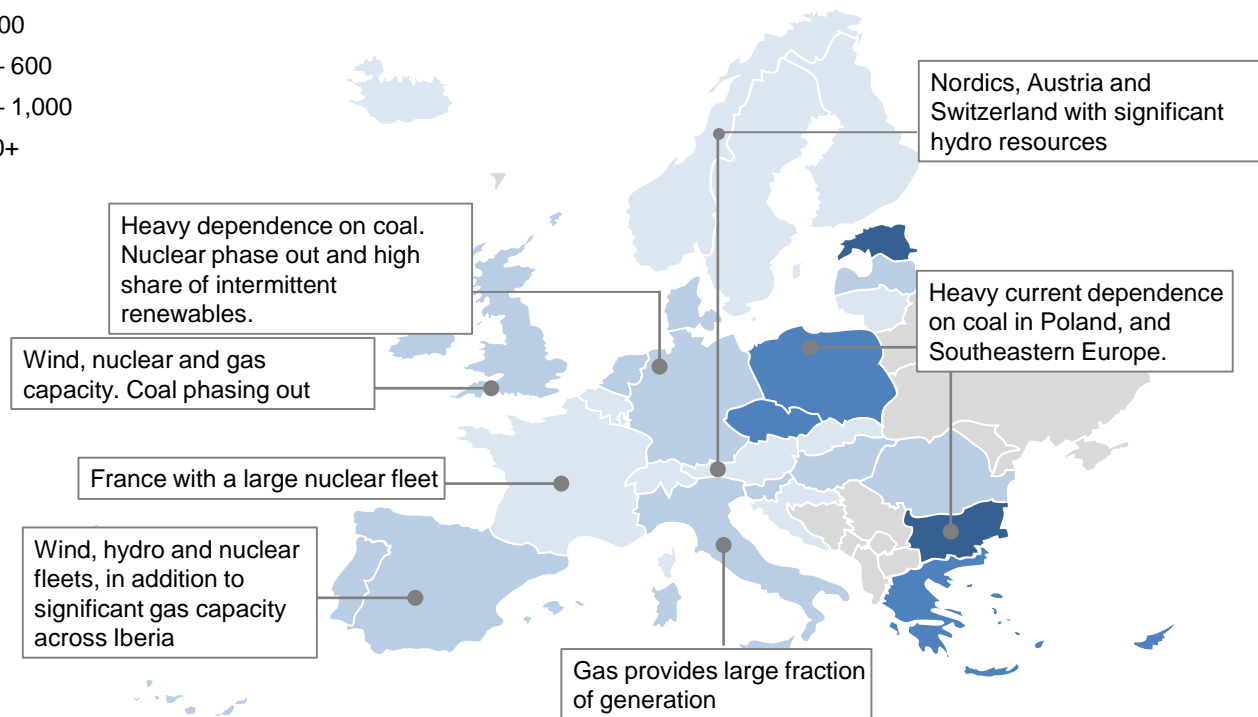 00
– 600
– 1,000
0+
Nordics, Austria and
Switzerland with significant
hydro resources
Heavy dependence on coal.
Nuclear phase out and high
share of intermittent
renewables.
Heavy current dependence
on coal in Poland, and
Southeastern Europe.
Wind, nuclear and gas
capacity. Coal phasing out
France with a large nuclear fleet
Wind, hydro and nuclear
fleets, in addition to
significant gas capacity
across Iberia
Gas provides large fraction
of generation